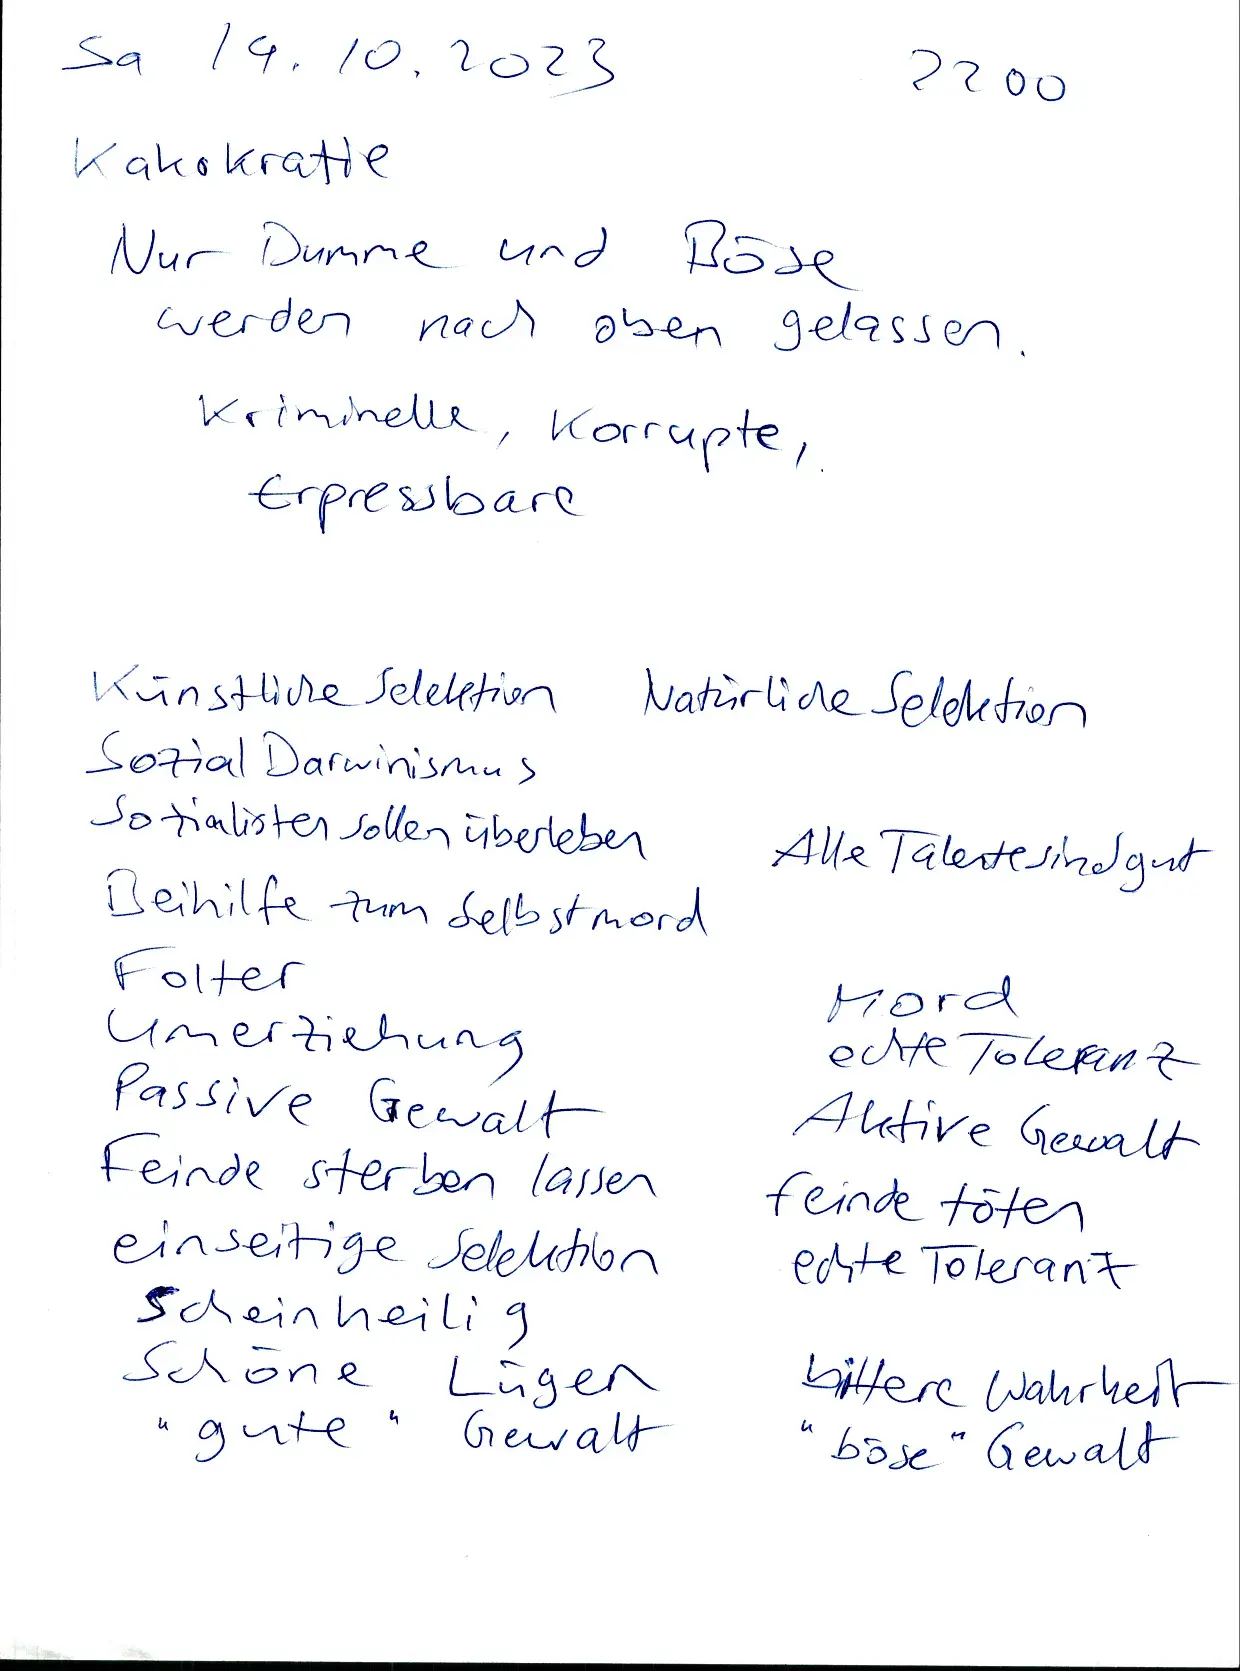 Sa 14.10.2023 2200
Kakokratie
Nur Dumme und Böse
werden nach oben gelassen.
Kriminelle, Korrupte,
Erpressbare
Künstliche Selektion Natürliche Selektion
Sozial Darwinismus
Sozialisten sollen überleben Alle Talente sind gut
Beihilfe zum Selbstmord
Folter Mord
Umerziehung echte Toleranz
Passive Gewalt Aktive Gewalt
Feinde sterben lassen Feinde töten
einseitige Selektion echte Toleranz
Scheinheilig
Schöne Lügen bittere Wahrheit
"gute" Gewalt "böse" Gewalt